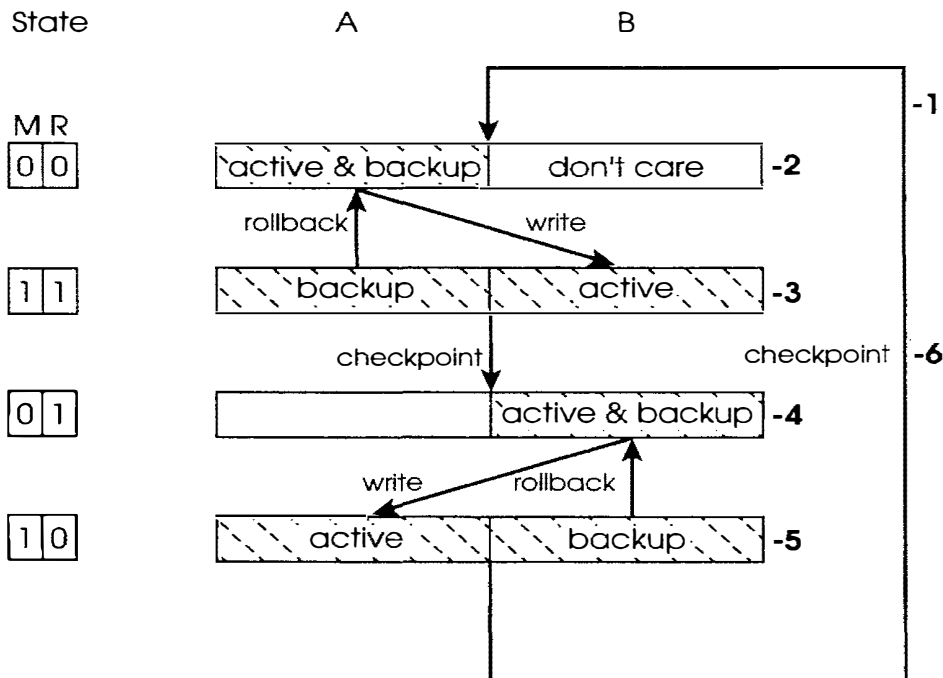 State A B
-1
M R
0 0 active & backup don't care -2
rollback write
1 1 backup active -3
checkpoint checkpoint -6
0 1 active & backup -4
write rollback
1 0 active backup -5